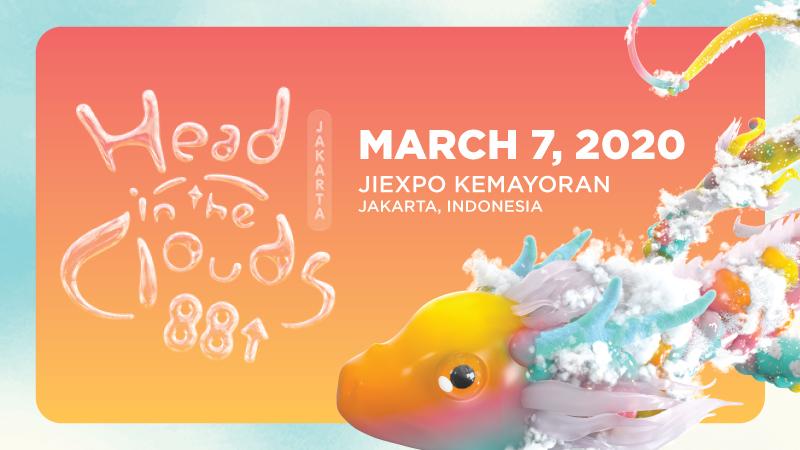 Head
in the
Clouds
88↑
JAKARTA
MARCH 7, 2020
JIEXPO KEMAYORAN
JAKARTA, INDONESIA